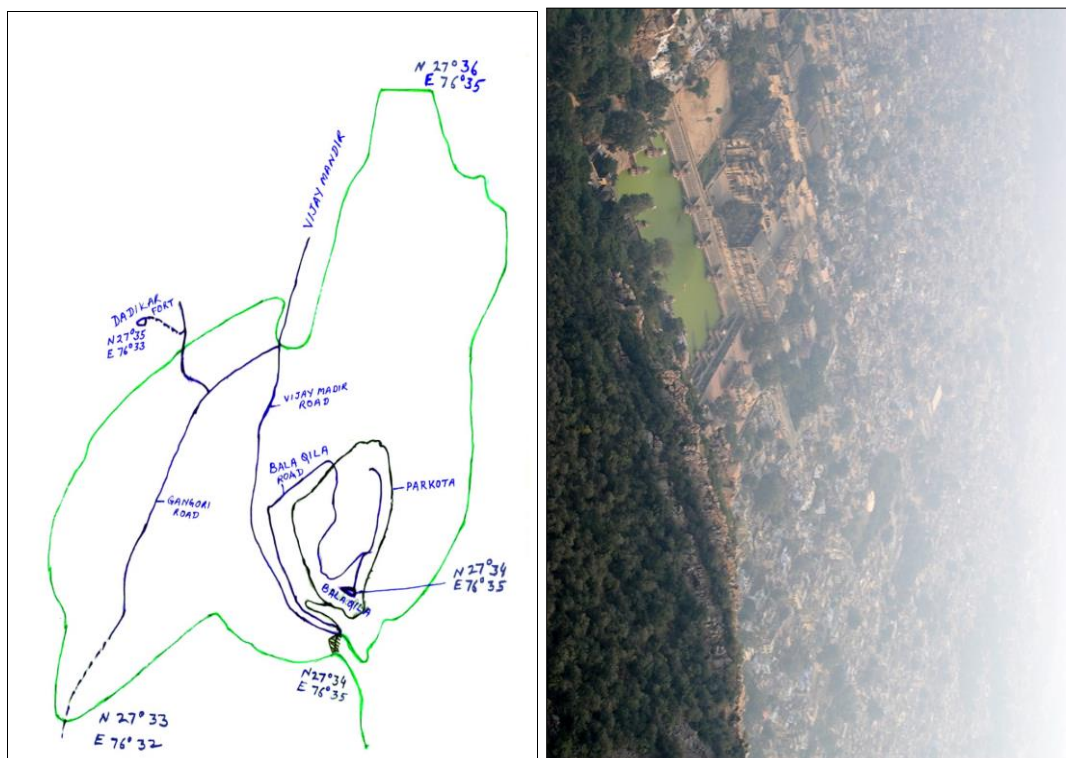 N 27° 36
E 76° 35
VIJAY MANDIR
DADIKAR
FORT
N 27° 35
E 76° 33
VIJAY MADIR
ROAD
BALA QILA
ROAD
PARKOTA
GANGORI
ROAD
N 27° 34
E 76° 35
BALA QILA
N 27° 34
E 76° 35
N 27° 33
E 76° 32